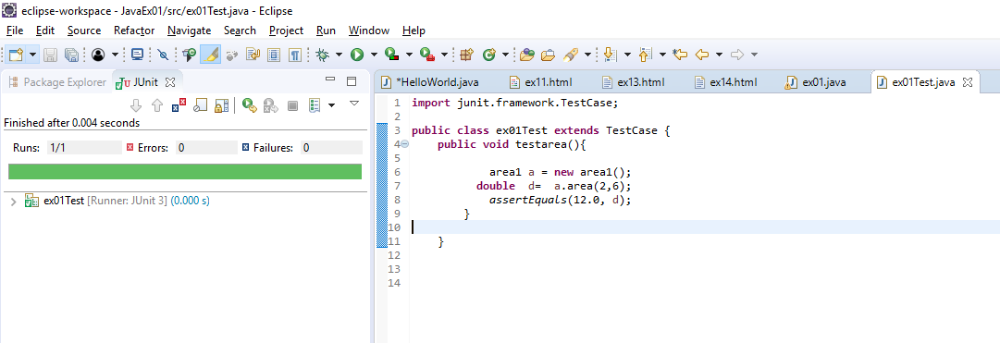 eclipse-workspace - JavaEx01/src/ex01Test.java - Eclipse
File Edit Source Refactor Navigate Search Project Run Window Help
Package Explorer JUnit
Finished after 0.004 seconds
Runs: 1/1 Errors: 0 Failures: 0
ex01Test [Runner: JUnit 3] (0.000 s)
*HelloWorld.java ex11.html ex13.html ex14.html ex01.java ex01Test.java
1 import junit.framework.TestCase;
2
3 public class ex01Test extends TestCase {
4 public void testarea(){
5
6 area1 a = new area1();
7 double d= a.area(2,6);
8 assertEquals(12.0, d);
9 }
10
11 }
12
13
14